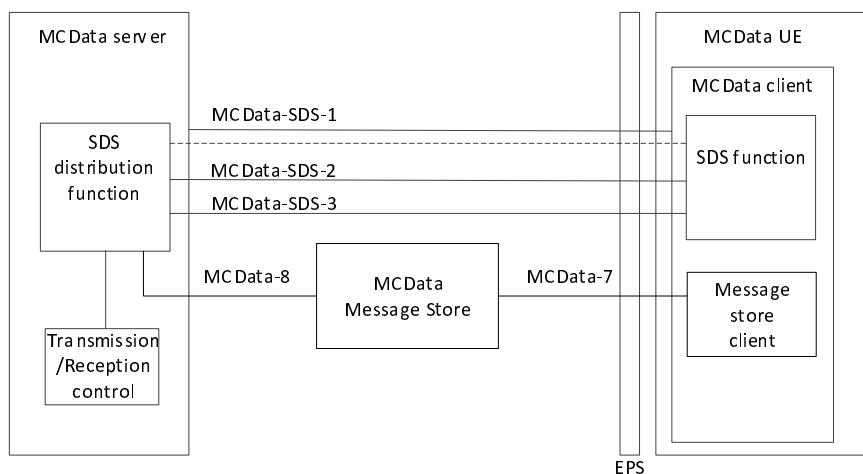 MCData server
MCData UE
MCData client
MCData-SDS-1
SDS
distribution
function
SDS function
MCData-SDS-2
MCData-SDS-3
MCData-8
MCData
Message Store
MCData-7
Message
store
client
Transmission
/Reception
control
EPS